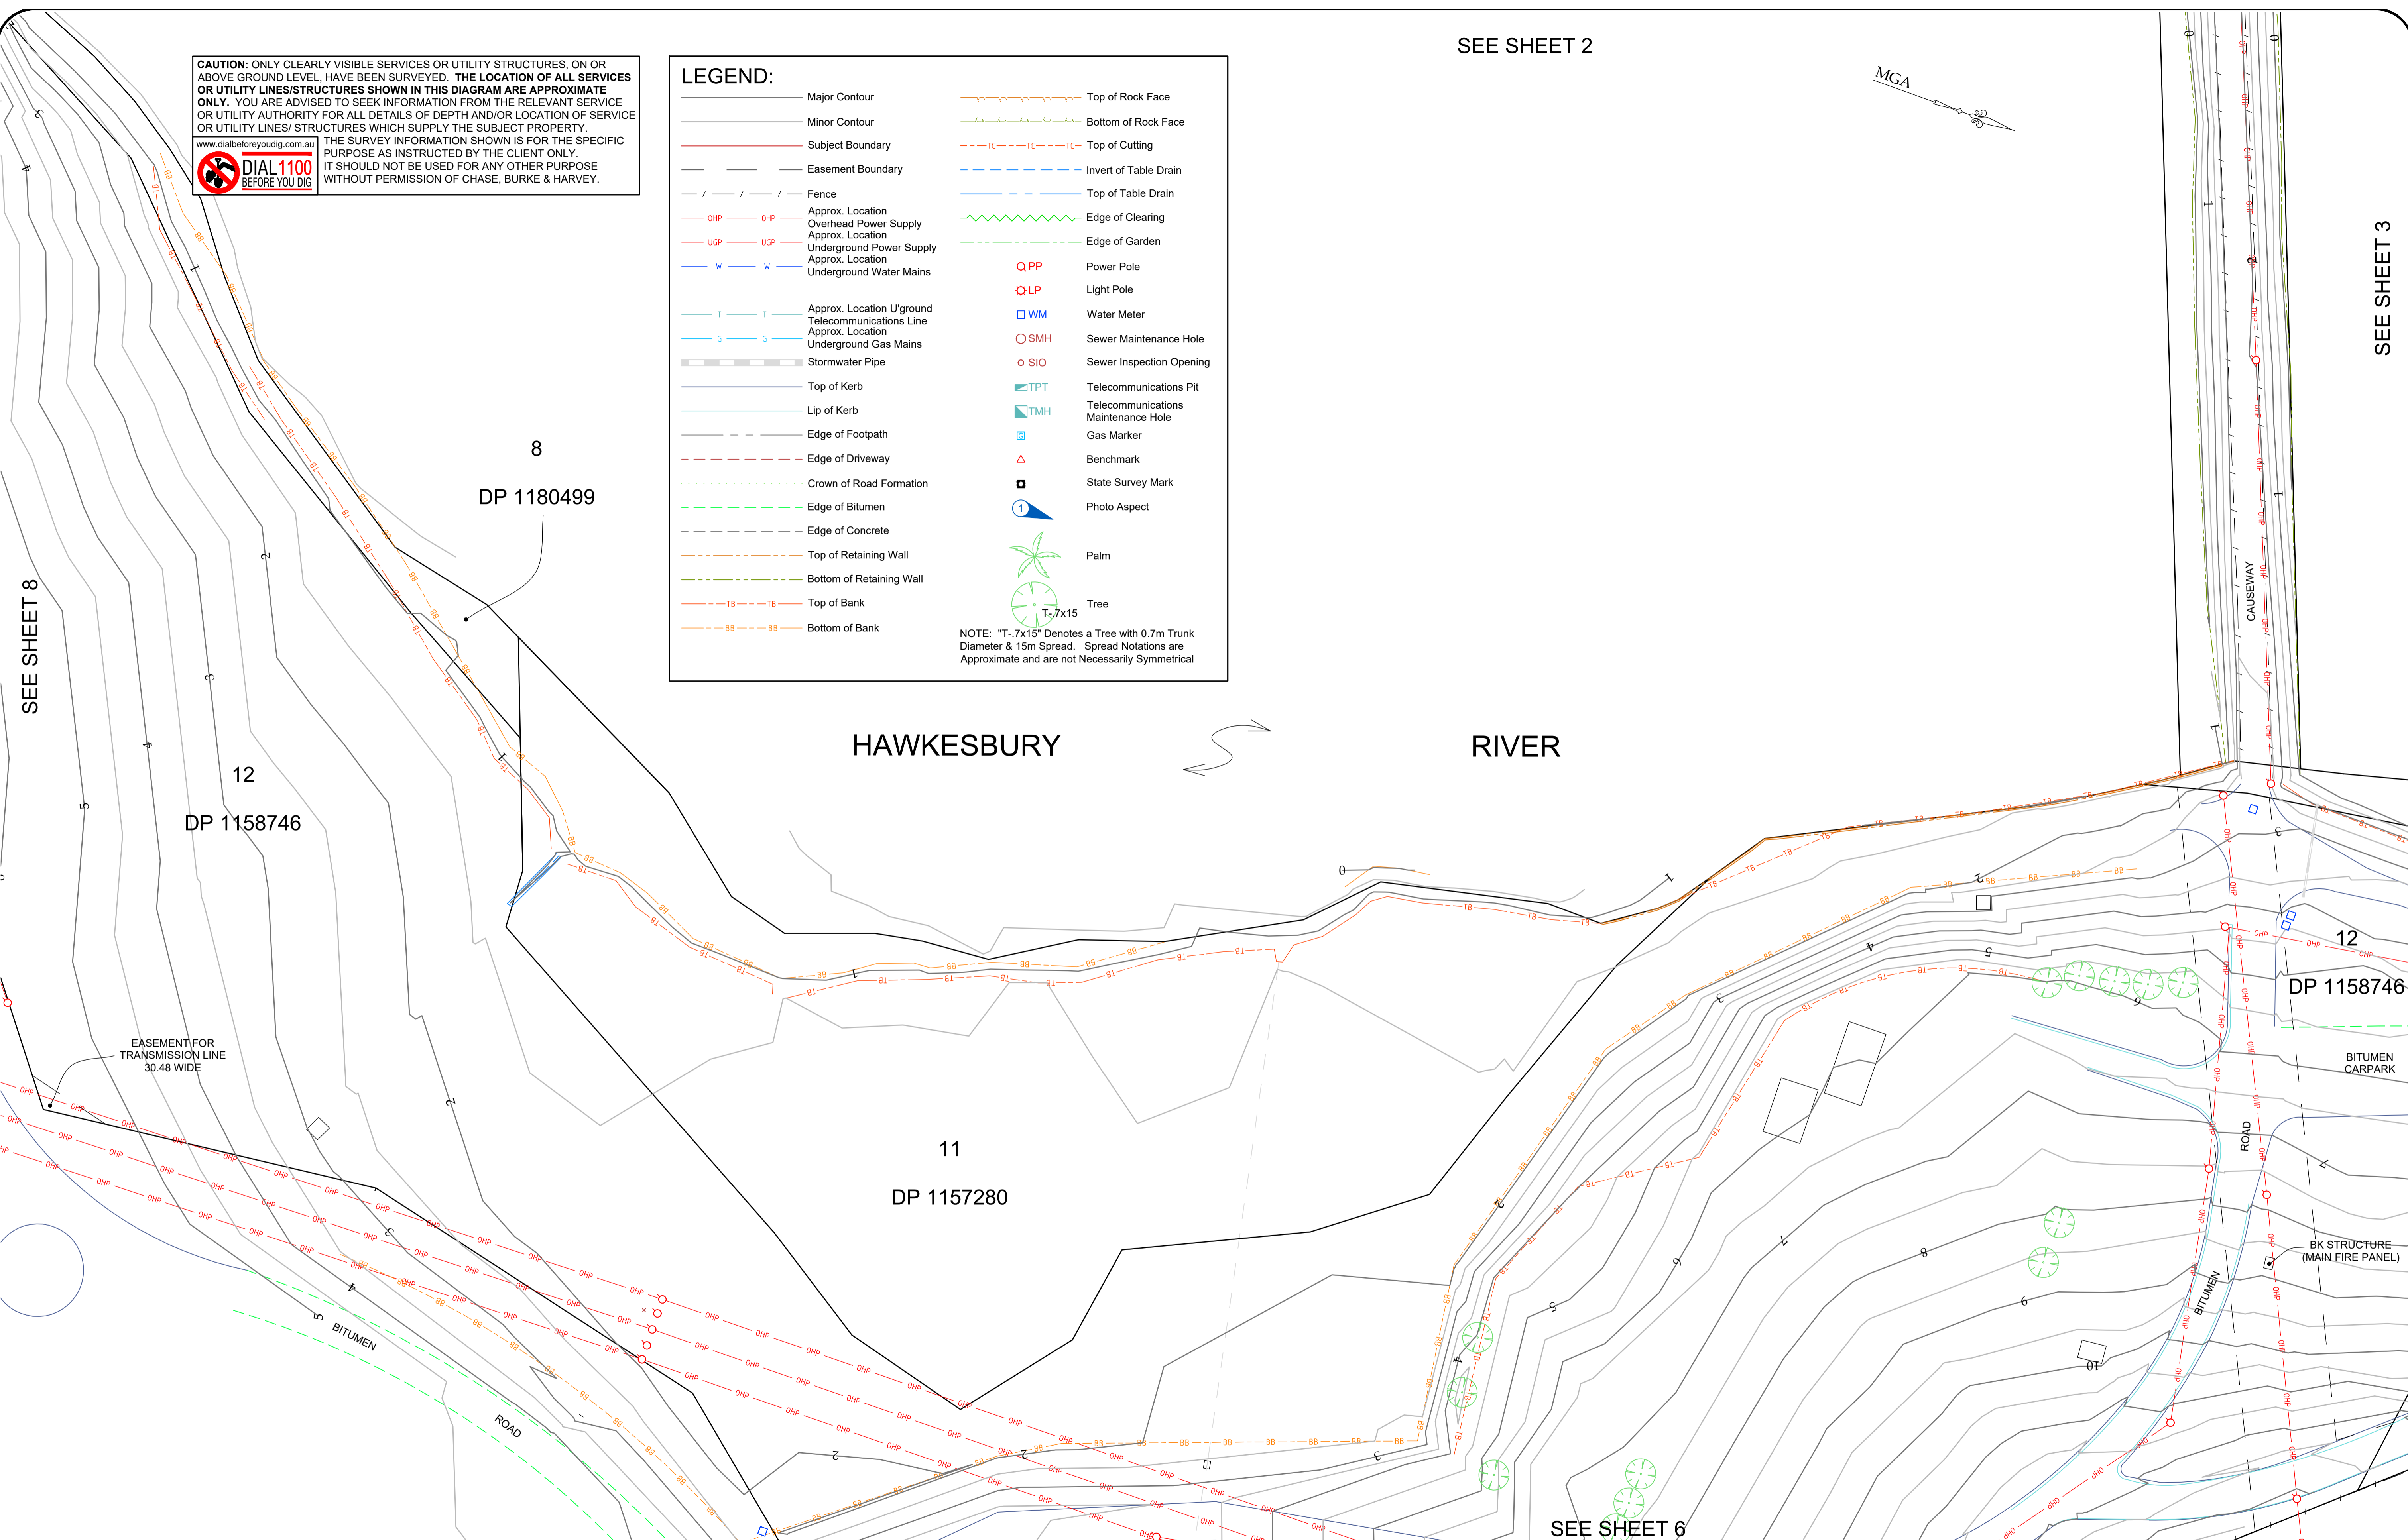 SEE SHEET 2
CAUTION: ONLY CLEARLY VISIBLE SERVICES OR UTILITY STRUCTURES, ON OR
ABOVE GROUND LEVEL, HAVE BEEN SURVEYED. THE LOCATION OF ALL SERVICES
OR UTILITY LINES/STRUCTURES SHOWN IN THIS DIAGRAM ARE APPROXIMATE
ONLY. YOU ARE ADVISED TO SEEK INFORMATION FROM THE RELEVANT SERVICE
OR UTILITY AUTHORITY FOR ALL DETAILS OF DEPTH AND/OR LOCATION OF SERVICE
OR UTILITY LINES/ STRUCTURES WHICH SUPPLY THE SUBJECT PROPERTY.
THE SURVEY INFORMATION SHOWN IS FOR THE SPECIFIC
PURPOSE AS INSTRUCTED BY THE CLIENT ONLY.
IT SHOULD NOT BE USED FOR ANY OTHER PURPOSE
WITHOUT PERMISSION OF CHASE, BURKE & HARVEY.
www.dialbeforeyoudig.com.au
DIAL1100
BEFORE YOU DIG
LEGEND:
Major Contour
Minor Contour
Subject Boundary
Easement Boundary
Fence
OHP OHP Approx. Location
Overhead Power Supply
UGP UGP Approx. Location
Underground Power Supply
W W Approx. Location
Underground Water Mains
T T Approx. Location U'ground
Telecommunications Line
G G Approx. Location
Underground Gas Mains
Stormwater Pipe
Top of Kerb
Lip of Kerb
Edge of Footpath
Edge of Driveway
Crown of Road Formation
Edge of Bitumen
Edge of Concrete
Top of Retaining Wall
Bottom of Retaining Wall
TB TB Top of Bank
BB BB Bottom of Bank
Top of Rock Face
Bottom of Rock Face
TC TC TC Top of Cutting
Invert of Table Drain
Top of Table Drain
Edge of Clearing
Edge of Garden
PP Power Pole
LP Light Pole
WM Water Meter
SMH Sewer Maintenance Hole
SIO Sewer Inspection Opening
TPT Telecommunications Pit
TMH Telecommunications
Maintenance Hole
G Gas Marker
Benchmark
State Survey Mark
1 Photo Aspect
Palm
Tree
T-.7x15
NOTE: "T-.7x15" Denotes a Tree with 0.7m Trunk
Diameter & 15m Spread. Spread Notations are
Approximate and are not Necessarily Symmetrical
MGA
SEE SHEET 3
SEE SHEET 8
8
DP 1180499
CAUSEWAY
HAWKESBURY RIVER
12
DP 1158746
12
DP 1158746
EASEMENT FOR
TRANSMISSION LINE
30.48 WIDE
11
DP 1157280
BITUMEN
CARPARK
ROAD
BITUMEN
BK STRUCTURE
(MAIN FIRE PANEL)
BITUMEN
ROAD
SEE SHEET 6